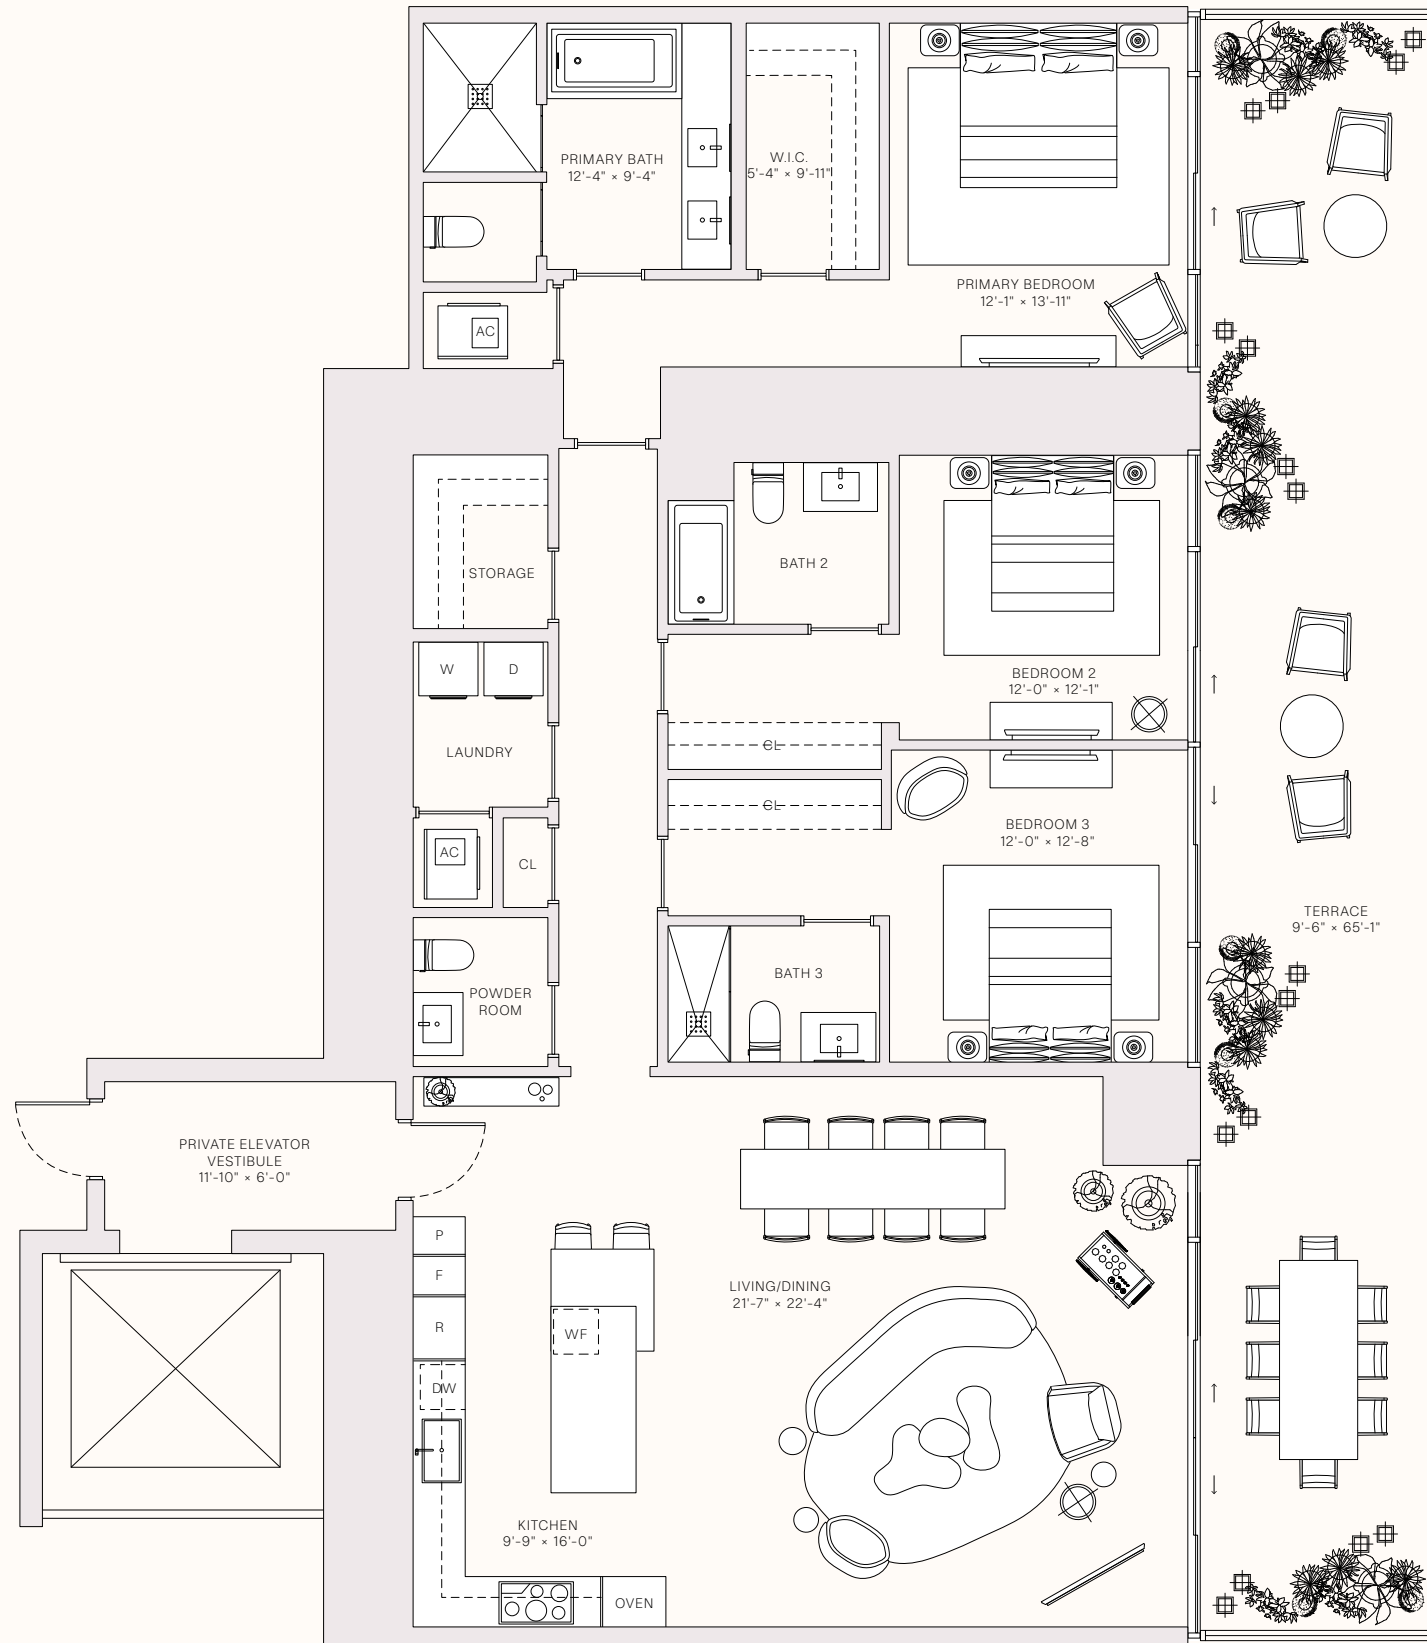 PRIMARY BATH
12'-4" × 9'-4"
W.I.C.
5'-4" × 9'-11"
PRIMARY BEDROOM
12'-1" × 13'-11"
AC
STORAGE
BATH 2
W
D
BEDROOM 2
12'-0" × 12'-1"
LAUNDRY
CL
CL
BEDROOM 3
12'-0" × 12'-8"
AC
CL
TERRACE
9'-6" × 65'-1"
BATH 3
POWDER
ROOM
PRIVATE ELEVATOR
VESTIBULE
11'-10" × 6'-0"
P
F
R
LIVING/DINING
21'-7" × 22'-4"
WF
DW
KITCHEN
9'-9" × 16'-0"
OVEN